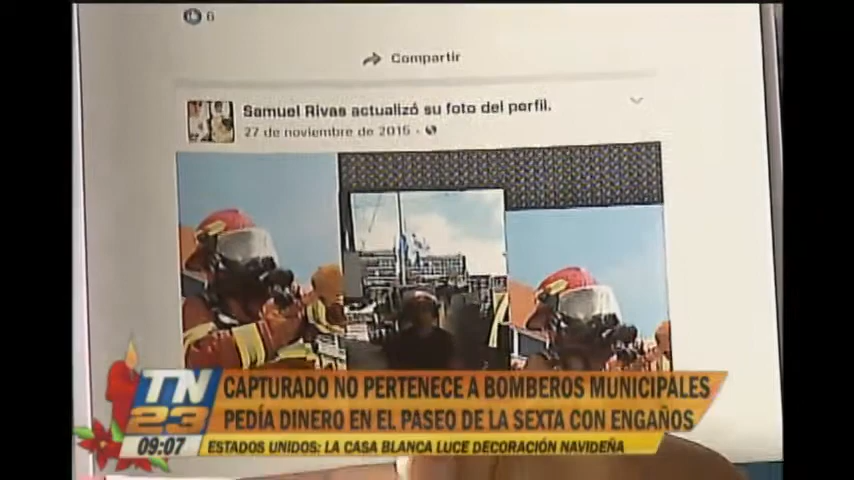 6
Compartir
Samuel Rivas actualizó su foto del perfil.
27 de noviembre de 2015 ·
TN
23
09:07
CAPTURADO NO PERTENECE A BOMBEROS MUNICIPALES
PEDÍA DINERO EN EL PASEO DE LA SEXTA CON ENGAÑOS
ESTADOS UNIDOS: LA CASA BLANCA LUCE DECORACIÓN NAVIDEÑA